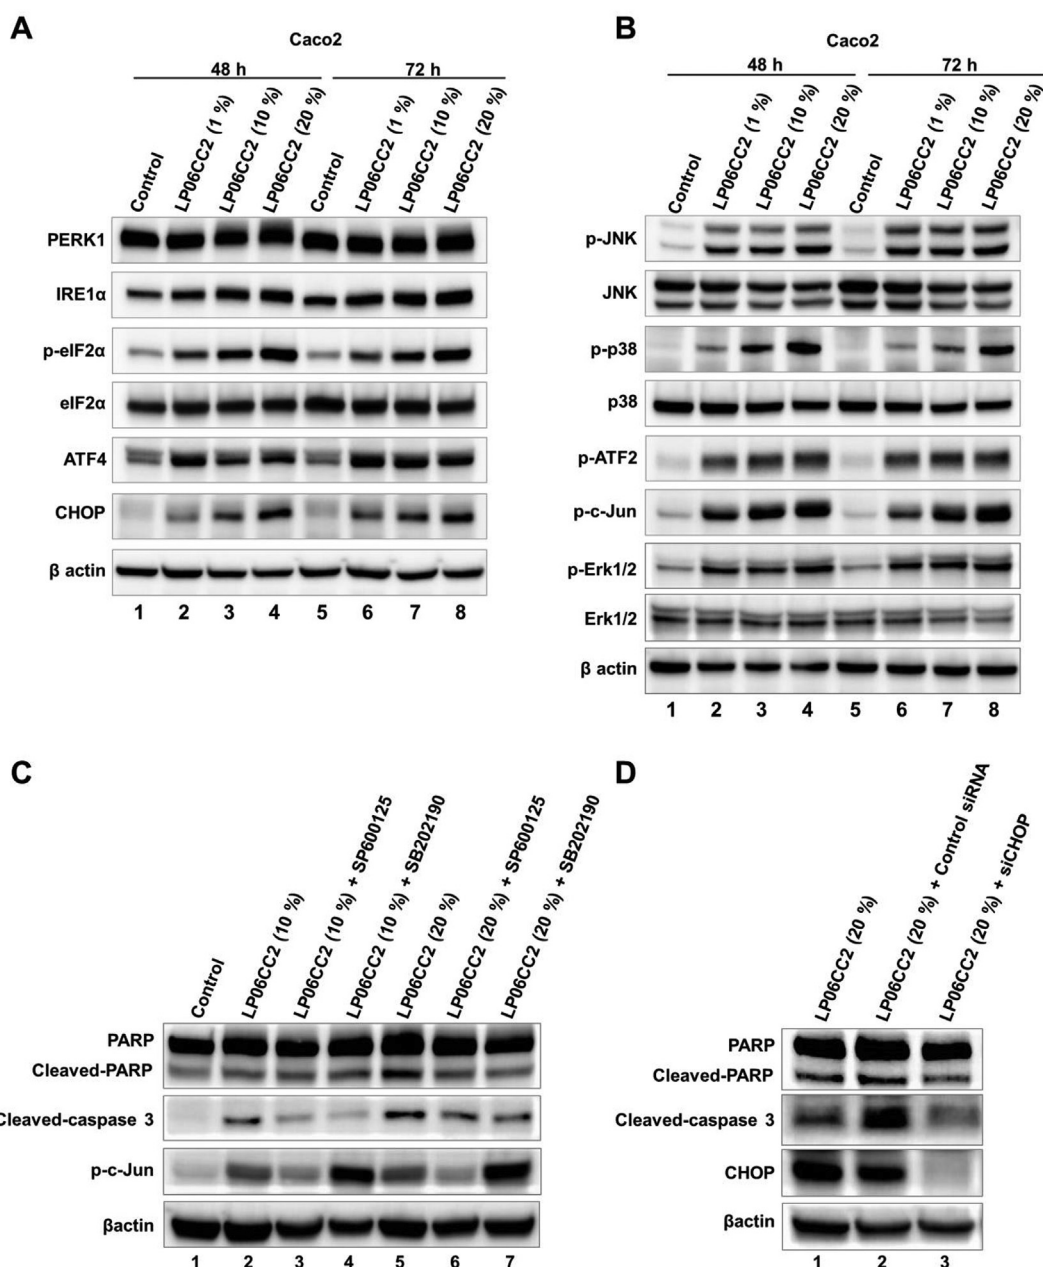 A
Caco2
48 h
72 h
Control
LP06CC2 (1 %)
LP06CC2 (10 %)
LP06CC2 (20 %)
Control
LP06CC2 (1 %)
LP06CC2 (10 %)
LP06CC2 (20 %)
PERK1
IRE1α
p-eIF2α
eIF2α
ATF4
CHOP
β actin
1 2 3 4 5 6 7 8
B
Caco2
48 h
72 h
Control
LP06CC2 (1 %)
LP06CC2 (10 %)
LP06CC2 (20 %)
Control
LP06CC2 (1 %)
LP06CC2 (10 %)
LP06CC2 (20 %)
p-JNK
JNK
p-p38
p38
p-ATF2
p-c-Jun
p-Erk1/2
Erk1/2
β actin
1 2 3 4 5 6 7 8
C
Control
LP06CC2 (10 %)
LP06CC2 (10 %) + SP600125
LP06CC2 (10 %) + SB202190
LP06CC2 (20 %)
LP06CC2 (20 %) + SP600125
LP06CC2 (20 %) + SB202190
PARP
Cleaved-PARP
Cleaved-caspase 3
p-c-Jun
βactin
1 2 3 4 5 6 7
D
LP06CC2 (20 %)
LP06CC2 (20 %) + Control siRNA
LP06CC2 (20 %) + siCHOP
PARP
Cleaved-PARP
Cleaved-caspase 3
CHOP
βactin
1 2 3